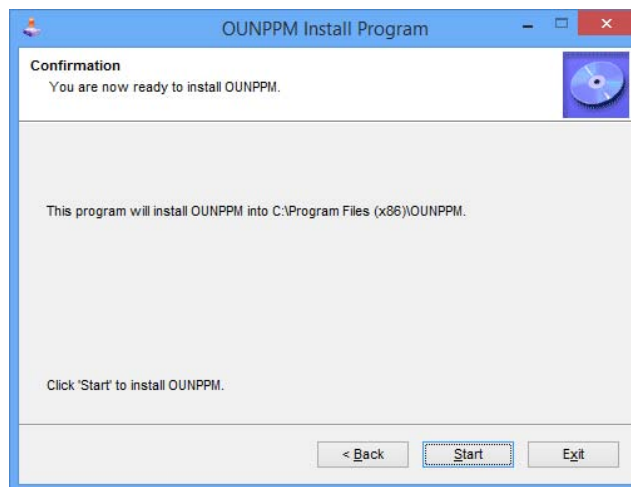 OUNPPM Install Program
Confirmation
You are now ready to install OUNPPM.
This program will install OUNPPM into C:\Program Files (x86)\OUNPPM.
Click 'Start' to install OUNPPM.
< Back
Start
Exit